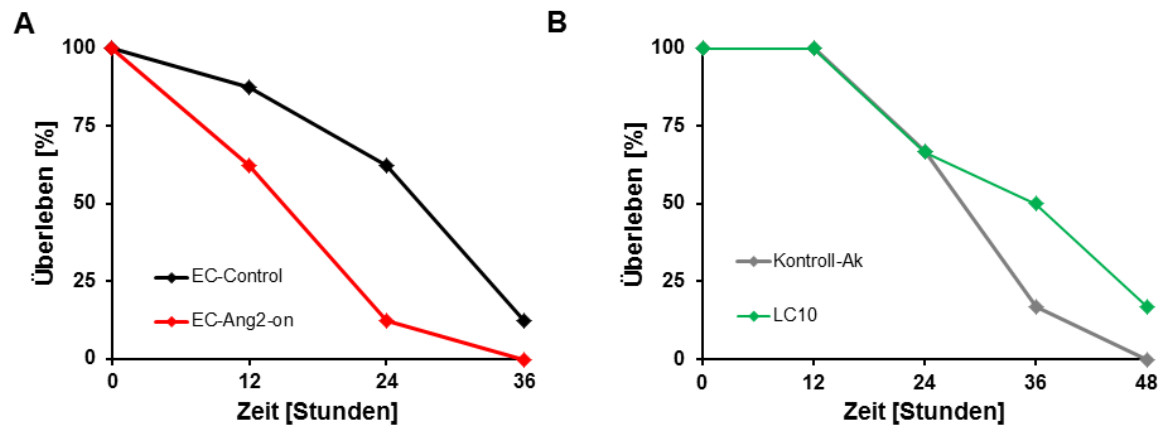 A
100
75
50
25
0
Überleben [%]
EC-Control
EC-Ang2-on
0 12 24 36
Zeit [Stunden]
B
100
75
50
25
0
Überleben [%]
Kontroll-Ak
LC10
0 12 24 36 48
Zeit [Stunden]